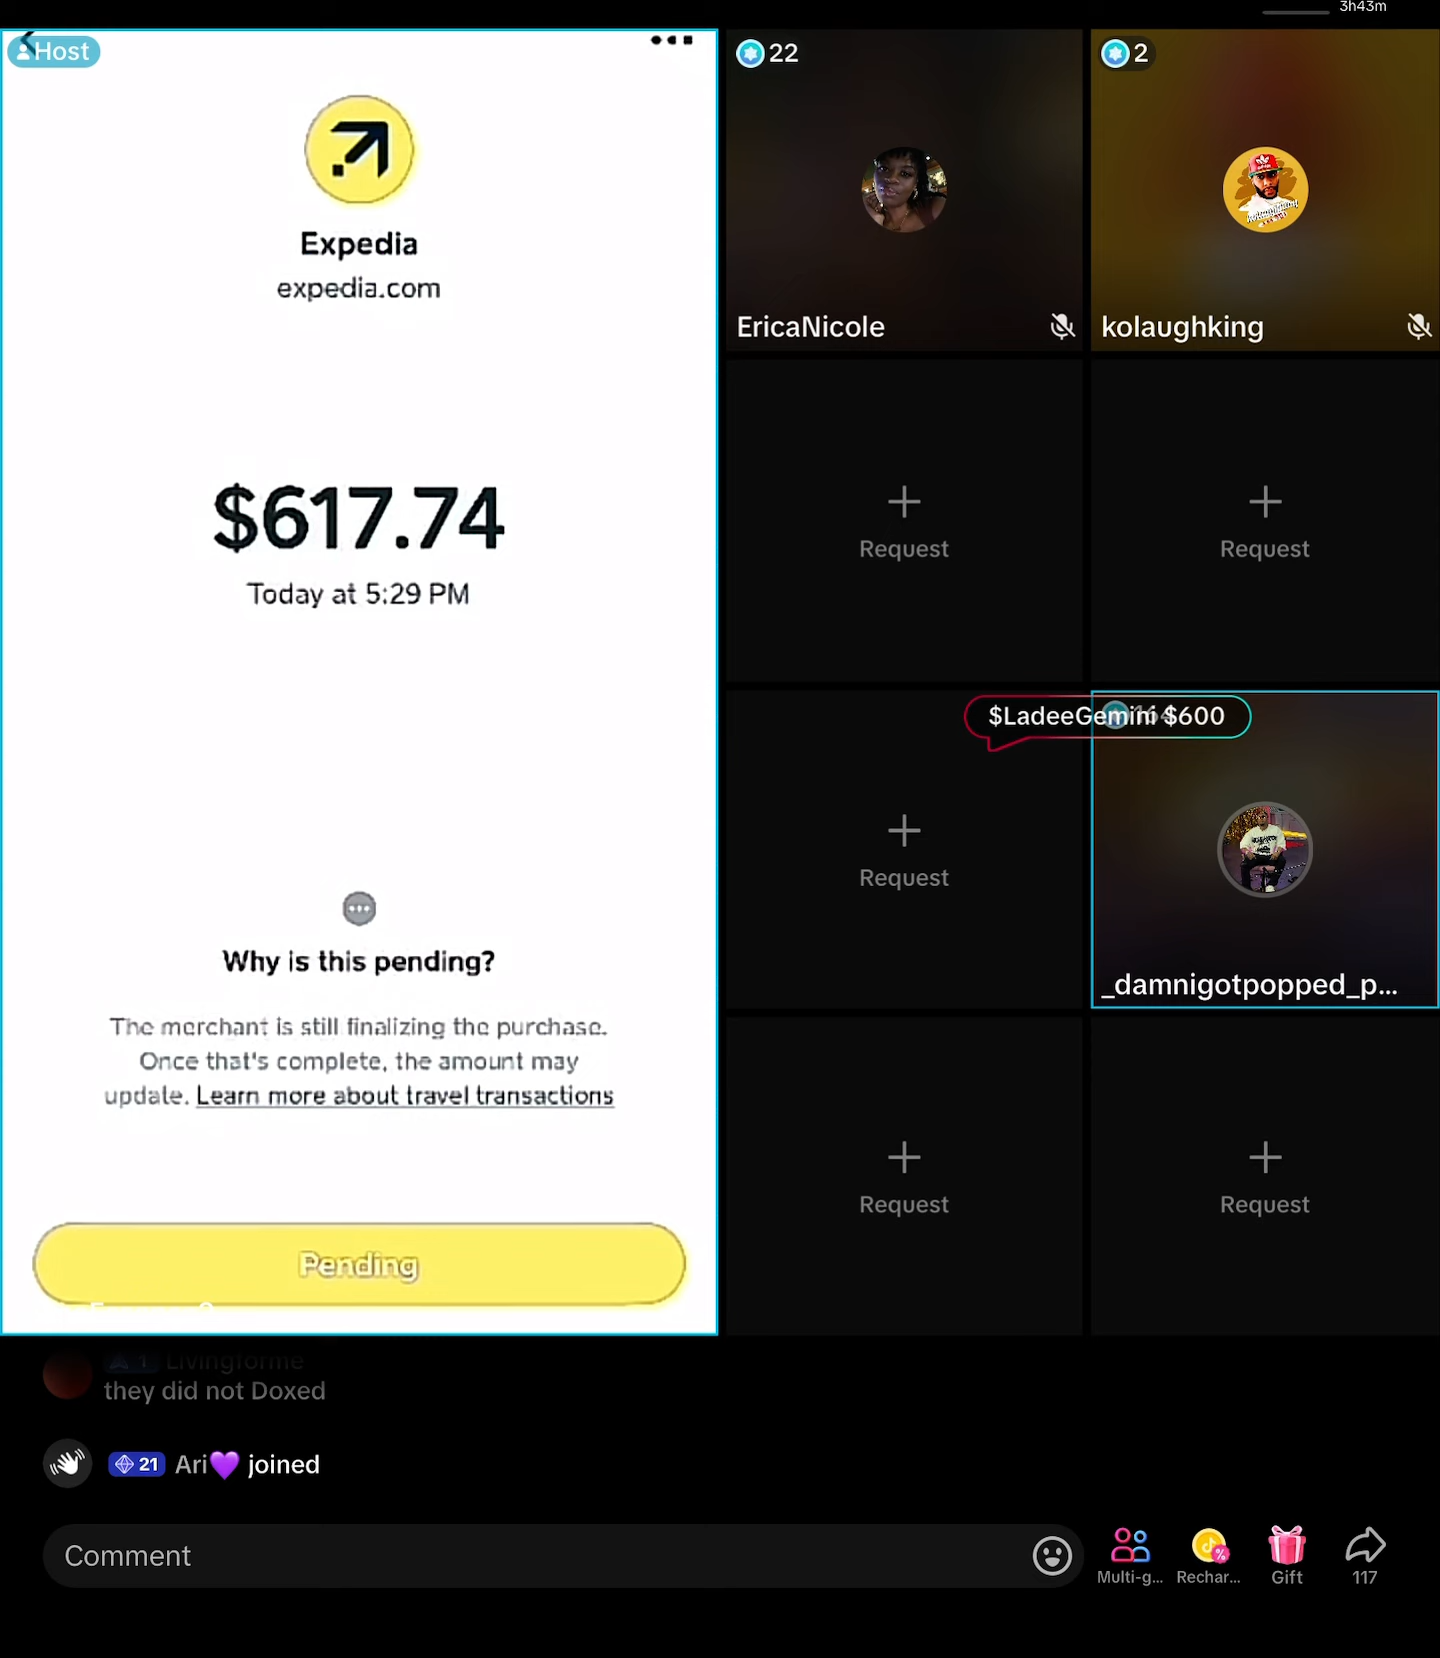 3h43m
Host
Expedia
expedia.com
$617.74
Today at 5:29 PM
Why is this pending?
The merchant is still finalizing the purchase.
Once that's complete, the amount may
update. Learn more about travel transactions
Pending
22
EricaNicole
2
kolaughking
Request
Request
$LadeeGemini $600
Request
_damnigotpopped_p...
Request
Request
1 Livingforme
they did not Doxed
21 Ari💜 joined
Comment
Multi-g...
Rechar...
Gift
117